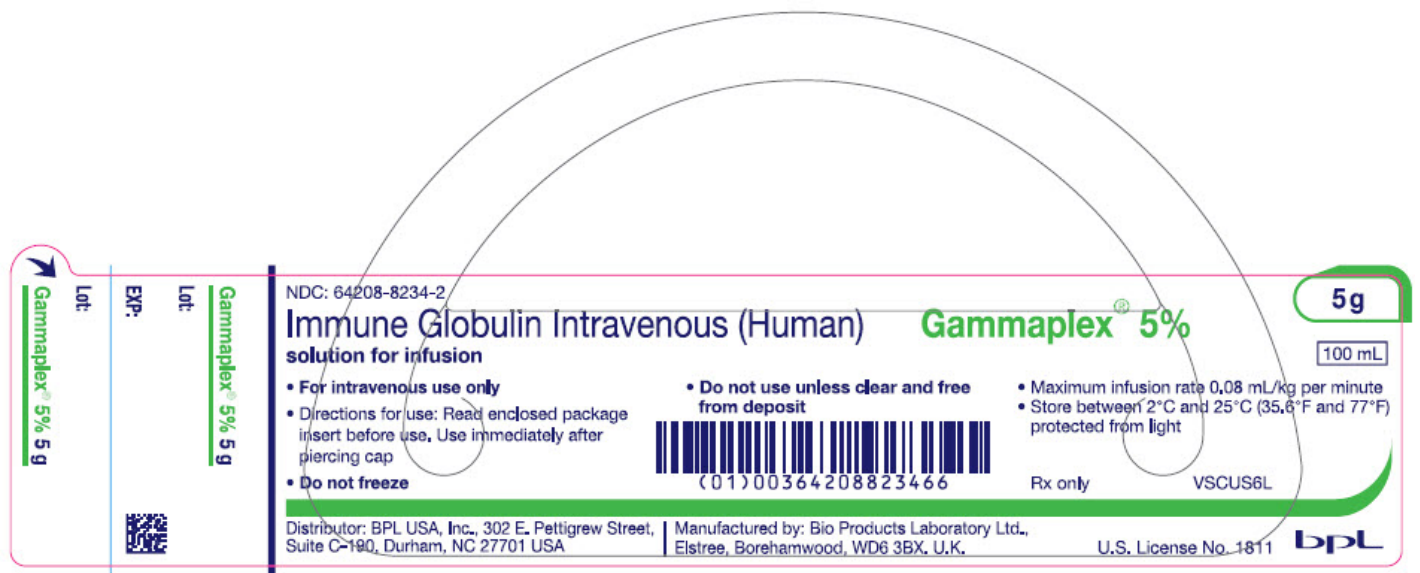 Gammaplex® 5% 5 g
Lot:
EXP:
Lot:
Gammaplex® 5% 5 g
NDC: 64208-8234-2
Immune Globulin Intravenous (Human) Gammaplex® 5%
solution for infusion
5g
100 mL
• For intravenous use only
• Directions for use: Read enclosed package
insert before use. Use immediately after
piercing cap
• Do not freeze
• Do not use unless clear and free
from deposit
(01)00364208823466
• Maximum infusion rate 0.08 mL/kg per minute
• Store between 2°C and 25°C (35.6°F and 77°F)
protected from light
Rx only VSCUS6L
Distributor: BPL USA, Inc., 302 E. Pettigrew Street,
Suite C-190, Durham, NC 27701 USA
Manufactured by: Bio Products Laboratory Ltd.,
Elstree, Borehamwood, WD6 3BX. U.K.
U.S. License No. 1811
bpl